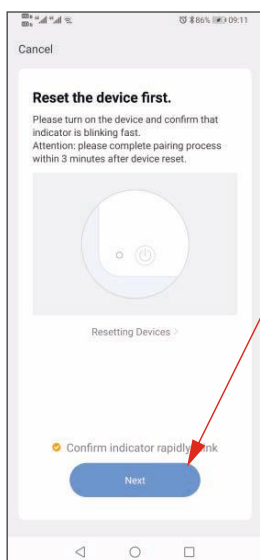 86% 09:11
Cancel
Reset the device first.
Please turn on the device and confirm that
indicator is blinking fast.
Attention: please complete pairing process
within 3 minutes after device reset.
Resetting Devices >
Confirm indicator rapidly
Next